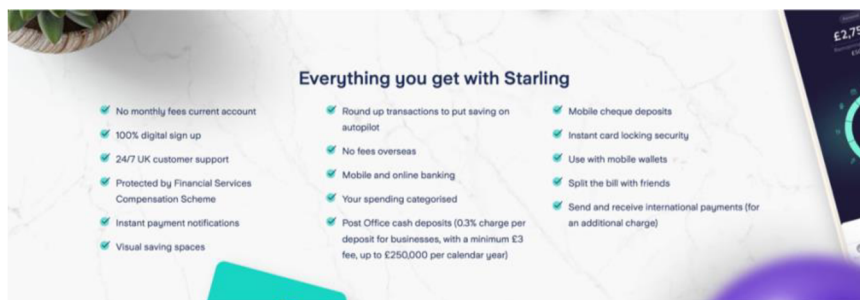 Everything you get with Starling
No monthly fees current account
100% digital sign up
24/7 UK customer support
Protected by Financial Services
Compensation Scheme
Instant payment notifications
Visual saving spaces
Round up transactions to put saving on
autopilot
No fees overseas
Mobile and online banking
Your spending categorised
Post Office cash deposits (0.3% charge per
deposit for businesses, with a minimum £3
fee, up to £250,000 per calendar year)
Mobile cheque deposits
Instant card locking security
Use with mobile wallets
Split the bill with friends
Send and receive international payments (for
an additional charge)